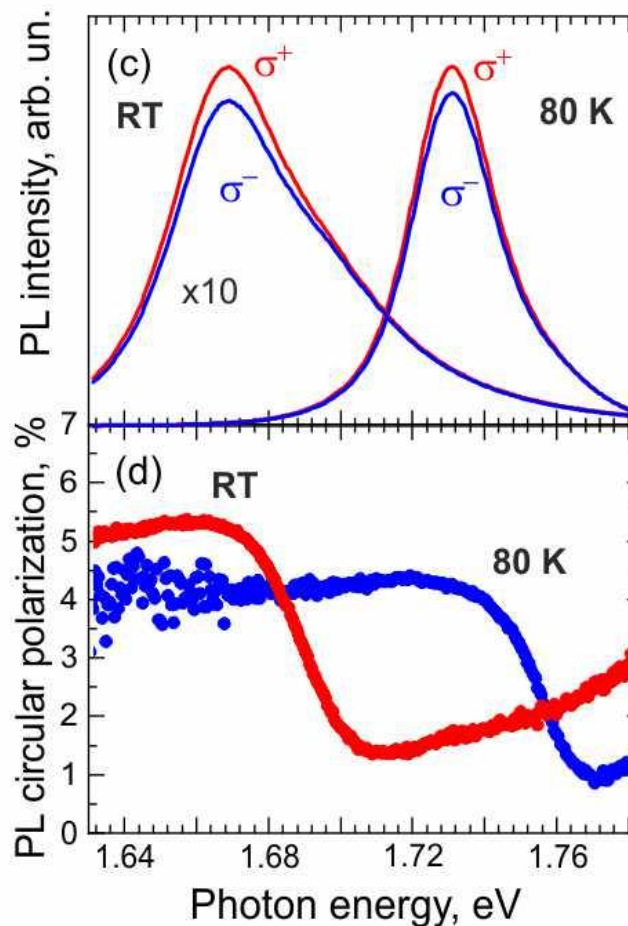 PL intensity, arb. un.
(c)
σ⁺
σ⁺
RT
80 K
σ⁻
σ⁻
x10
PL circular polarization, %
7
(d)
RT
6
5
80 K
4
3
2
1
0
1.64 1.68 1.72 1.76
Photon energy, eV